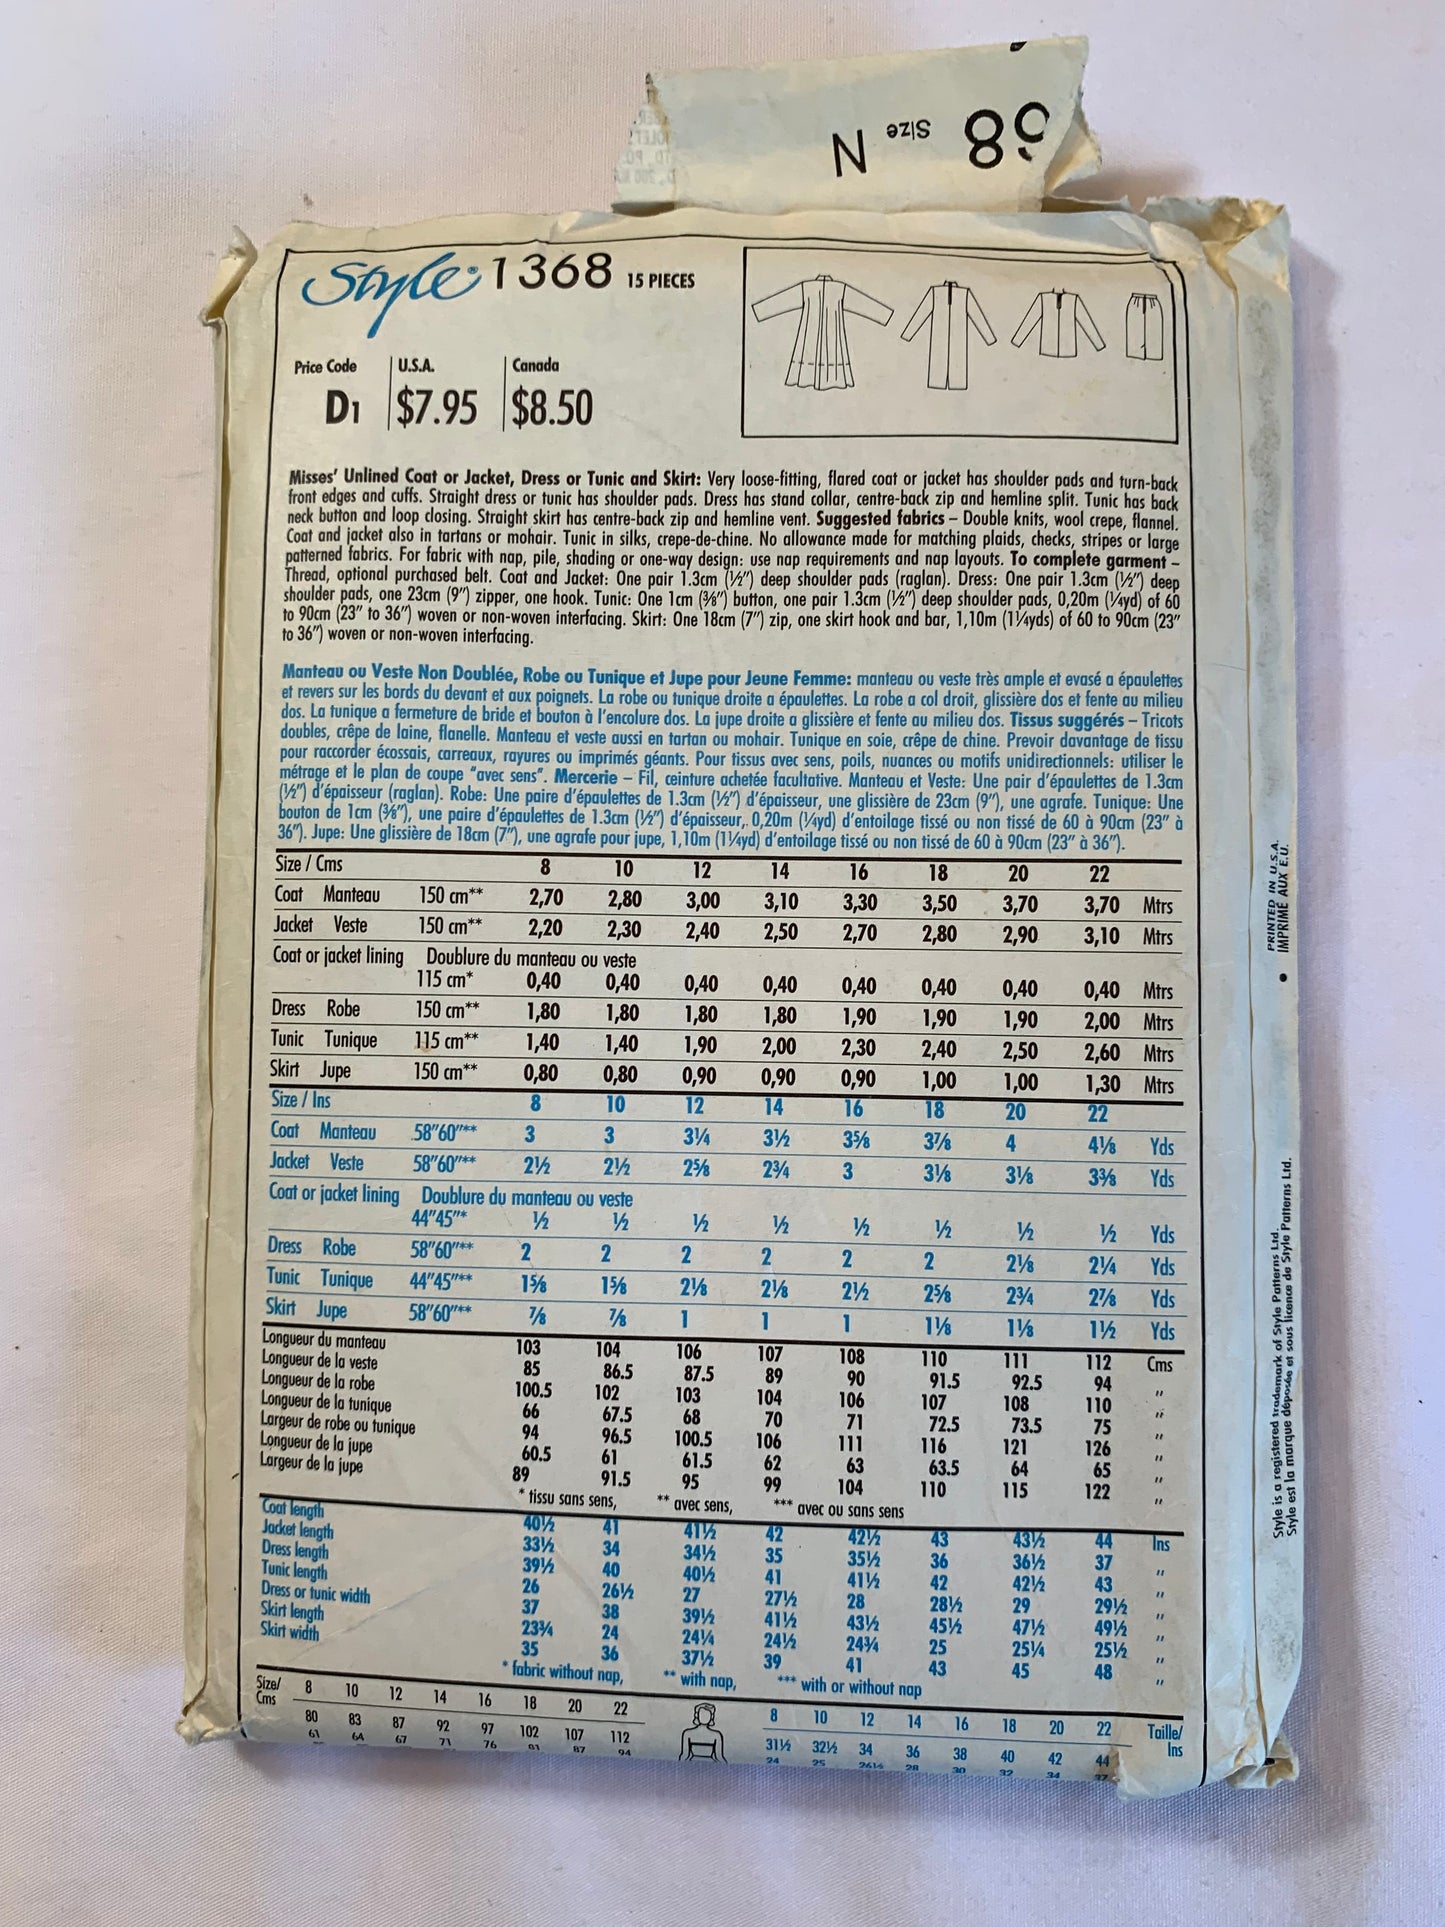 68 Size N
Style® 1368 15 PIECES
Price Code U.S.A. Canada
D1 $7.95 $8.50
Misses' Unlined Coat or Jacket, Dress or Tunic and Skirt: Very loose-fitting, flared coat or jacket has shoulder pads and turn-back
front edges and cuffs. Straight dress or tunic has shoulder pads. Dress has stand collar, centre-back zip and hemline split. Tunic has back
neck button and loop closing. Straight skirt has centre-back zip and hemline vent. Suggested fabrics – Double knits, wool crepe, flannel.
Coat and jacket also in tartans or mohair. Tunic in silks, crepe-de-chine. No allowance made for matching plaids, checks, stripes or large
patterned fabrics. For fabric with nap, pile, shading or one-way design: use nap requirements and nap layouts. To complete garment –
Thread, optional purchased belt. Coat and Jacket: One pair 1.3cm (½") deep shoulder pads (raglan). Dress: One pair 1.3cm (½") deep
shoulder pads, one 23cm (9") zipper, one hook. Tunic: One 1cm (⅜") button, one pair 1.3cm (½") deep shoulder pads, 0,20m (¼yd) of 60
to 90cm (23" to 36") woven or non-woven interfacing. Skirt: One 18cm (7") zip, one skirt hook and bar, 1,10m (1¼yds) of 60 to 90cm (23"
to 36") woven or non-woven interfacing.
Manteau ou Veste Non Doublée, Robe ou Tunique et Jupe pour Jeune Femme: manteau ou veste très ample et evasé a épaulettes
et revers sur les bords du devant et aux poignets. La robe ou tunique droite a épaulettes. La robe a col droit, glissière dos et fente au milieu
dos. La tunique a fermeture de bride et bouton à l'encolure dos. La jupe droite a glissière et fente au milieu dos. Tissus suggérés – Tricots
doubles, crêpe de laine, flanelle. Manteau et veste aussi en tartan ou mohair. Tunique en soie, crêpe de chine. Prevoir davantage de tissu
pour raccorder écossais, carreaux, rayures ou imprimés géants. Pour tissus avec sens, poils, nuances ou motifs unidirectionnels: utiliser le
métrage et le plan de coupe "avec sens". Mercerie – Fil, ceinture achetée facultative. Manteau et Veste: Une pair d'épaulettes de 1.3cm
(½") d'épaisseur (raglan). Robe: Une paire d'épaulettes de 1.3cm (½") d'épaisseur, une glissière de 23cm (9"), une agrafe. Tunique: Une
bouton de 1cm (⅜"), une paire d'épaulettes de 1.3cm (½") d'épaisseur, 0,20m (¼yd) d'entoilage tissé ou non tissé de 60 à 90cm (23" à
36"). Jupe: Une glissière de 18cm (7"), une agrafe pour jupe, 1,10m (1¼yd) d'entoilage tissé ou non tissé de 60 à 90cm (23" à 36").
Size / Cms 8 10 12 14 16 18 20 22
Coat Manteau 150 cm** 2,70 2,80 3,00 3,10 3,30 3,50 3,70 3,70 Mtrs
Jacket Veste 150 cm** 2,20 2,30 2,40 2,50 2,70 2,80 2,90 3,10 Mtrs
Coat or jacket lining Doublure du manteau ou veste
115 cm* 0,40 0,40 0,40 0,40 0,40 0,40 0,40 0,40 Mtrs
Dress Robe 150 cm** 1,80 1,80 1,80 1,80 1,90 1,90 1,90 2,00 Mtrs
Tunic Tunique 115 cm** 1,40 1,40 1,90 2,00 2,30 2,40 2,50 2,60 Mtrs
Skirt Jupe 150 cm** 0,80 0,80 0,90 0,90 0,90 1,00 1,00 1,30 Mtrs
Size / Ins 8 10 12 14 16 18 20 22
Coat Manteau 58"60"** 3 3 3¼ 3½ 3⅝ 3⅞ 4 4⅛ Yds
Jacket Veste 58"60"** 2½ 2½ 2⅝ 2¾ 3 3⅛ 3⅛ 3⅜ Yds
Coat or jacket lining Doublure du manteau ou veste
44"45"* ½ ½ ½ ½ ½ ½ ½ ½ Yds
Dress Robe 58"60"** 2 2 2 2 2 2 2⅛ 2¼ Yds
Tunic Tunique 44"45"** 1⅝ 1⅝ 2⅛ 2⅛ 2½ 2⅝ 2¾ 2⅞ Yds
Skirt Jupe 58"60"** ⅞ ⅞ 1 1 1 1⅛ 1⅛ 1½ Yds
Longueur du manteau 103 104 106 107 108 110 111 112 Cms
Longueur de la veste 85 86.5 87.5 89 90 91.5 92.5 94 "
Longueur de la robe 100.5 102 103 104 106 107 108 110 "
Longueur de la tunique 66 67.5 68 70 71 72.5 73.5 75 "
Largeur de robe ou tunique 94 96.5 100.5 106 111 116 121 126 "
Longueur de la jupe 60.5 61 61.5 62 63 63.5 64 65 "
Largeur de la jupe 89 91.5 95 99 104 110 115 122 "
* tissu sans sens, ** avec sens, *** avec ou sans sens
Coat length 40½ 41 41½ 42 42½ 43 43½ 44 Ins
Jacket length 33½ 34 34½ 35 35½ 36 36½ 37 "
Dress length 39½ 40 40½ 41 41½ 42 42½ 43 "
Tunic length 26 26½ 27 27½ 28 28½ 29 29½ "
Dress or tunic width 37 38 39½ 41½ 43½ 45½ 47½ 49½ "
Skirt length 23¾ 24 24¼ 24½ 24¾ 25 25¼ 25½ "
Skirt width 35 36 37½ 39 41 43 45 48 "
* fabric without nap, ** with nap, *** with or without nap
Size/ Cms 8 10 12 14 16 18 20 22
80 83 87 92 97 102 107 112
61 64 67 71 76 81 87 94
8 10 12 14 16 18 20 22 Taille/ Ins
31½ 32½ 34 36 38 40 42 44
24 25 26½ 28 30 32 34 37
PRINTED IN U.S.A.
IMPRIMÉ AUX E.U.
Style is a registered trademark of Style Patterns Ltd.
Style est la marque déposée et sous licence de Style Patterns Ltd.